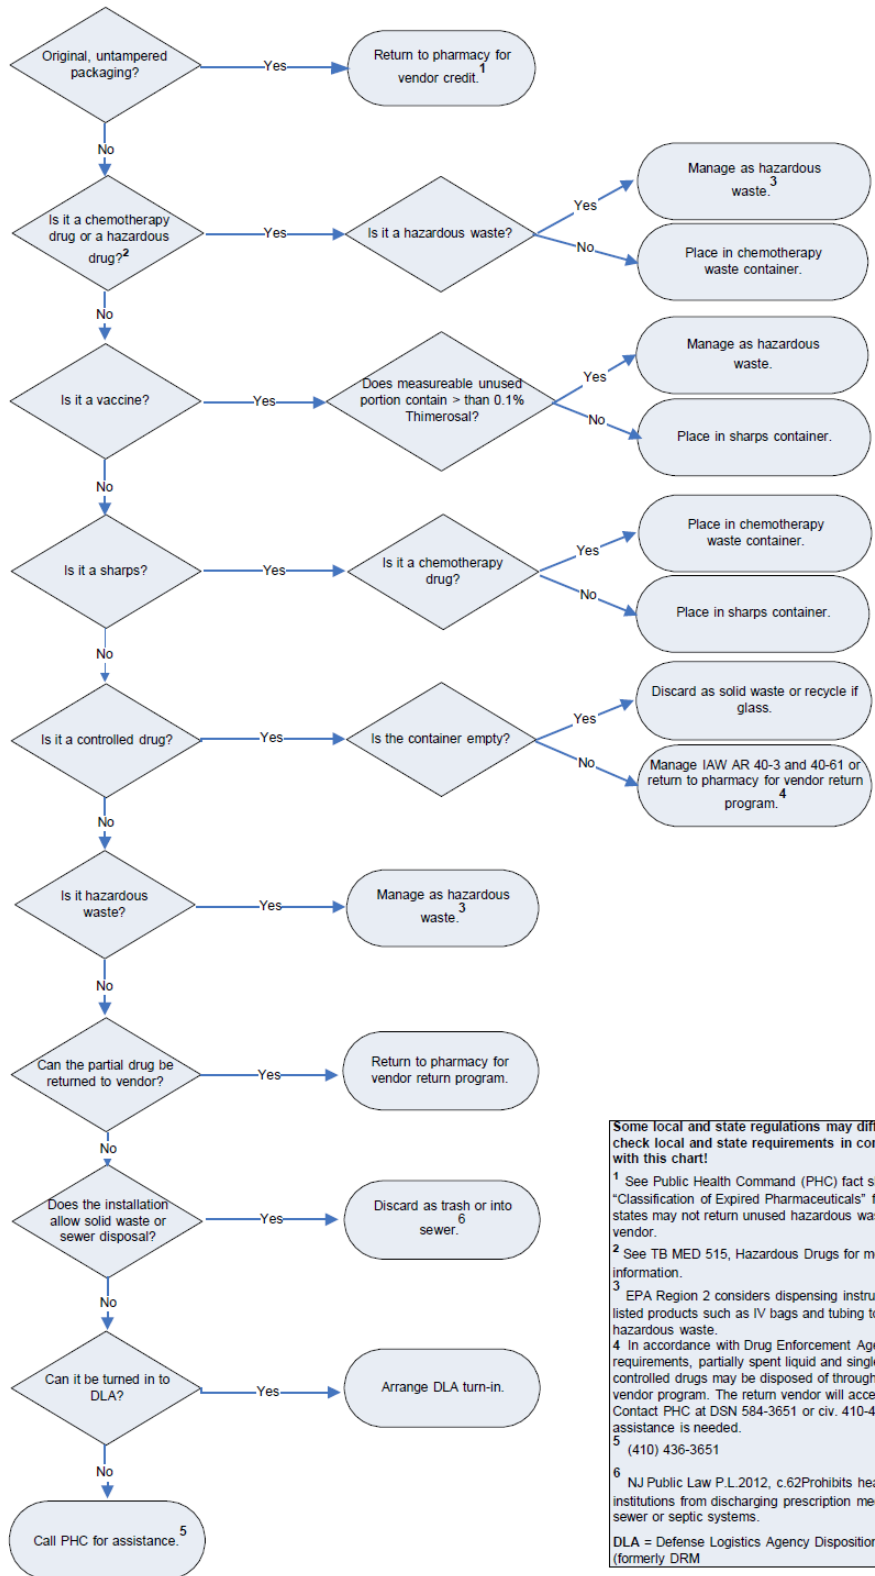 Original, untampered
packaging?
Yes
Return to pharmacy for
vendor credit.1
No
Is it a chemotherapy
drug or a hazardous
drug?2
Yes
Is it a hazardous waste?
Yes
Manage as hazardous
waste.3
No
Place in chemotherapy
waste container.
No
Is it a vaccine?
Yes
Does measureable unused
portion contain > than 0.1%
Thimerosal?
Yes
Manage as hazardous
waste.
No
Place in sharps container.
No
Is it a sharps?
Yes
Is it a chemotherapy
drug?
Yes
Place in chemotherapy
waste container.
No
Place in sharps container.
No
Is it a controlled drug?
Yes
Is the container empty?
Yes
Discard as solid waste or recycle if
glass.
No
Manage IAW AR 40-3 and 40-61 or
return to pharmacy for vendor return
program.4
No
Is it hazardous
waste?
Yes
Manage as hazardous
waste.3
No
Can the partial drug be
returned to vendor?
Yes
Return to pharmacy for
vendor return program.
No
Does the installation
allow solid waste or
sewer disposal?
Yes
Discard as trash or into
sewer.6
No
Can it be turned in to
DLA?
Yes
Arrange DLA turn-in.
No
Call PHC for assistance.5
Some local and state regulations may diff
check local and state requirements in con
with this chart!
1 See Public Health Command (PHC) fact s
"Classification of Expired Pharmaceuticals" f
states may not return unused hazardous was
vendor.
2 See TB MED 515, Hazardous Drugs for m
information.
3 EPA Region 2 considers dispensing instru
listed products such as IV bags and tubing to
hazardous waste.
4 In accordance with Drug Enforcement Age
requirements, partially spent liquid and single
controlled drugs may be disposed of through
vendor program. The return vendor will acce
Contact PHC at DSN 584-3651 or civ. 410-4
assistance is needed.
5 (410) 436-3651
6 NJ Public Law P.L.2012, c.62Prohibits hea
institutions from discharging prescription me
sewer or septic systems.
DLA = Defense Logistics Agency Disposition
(formerly DRM